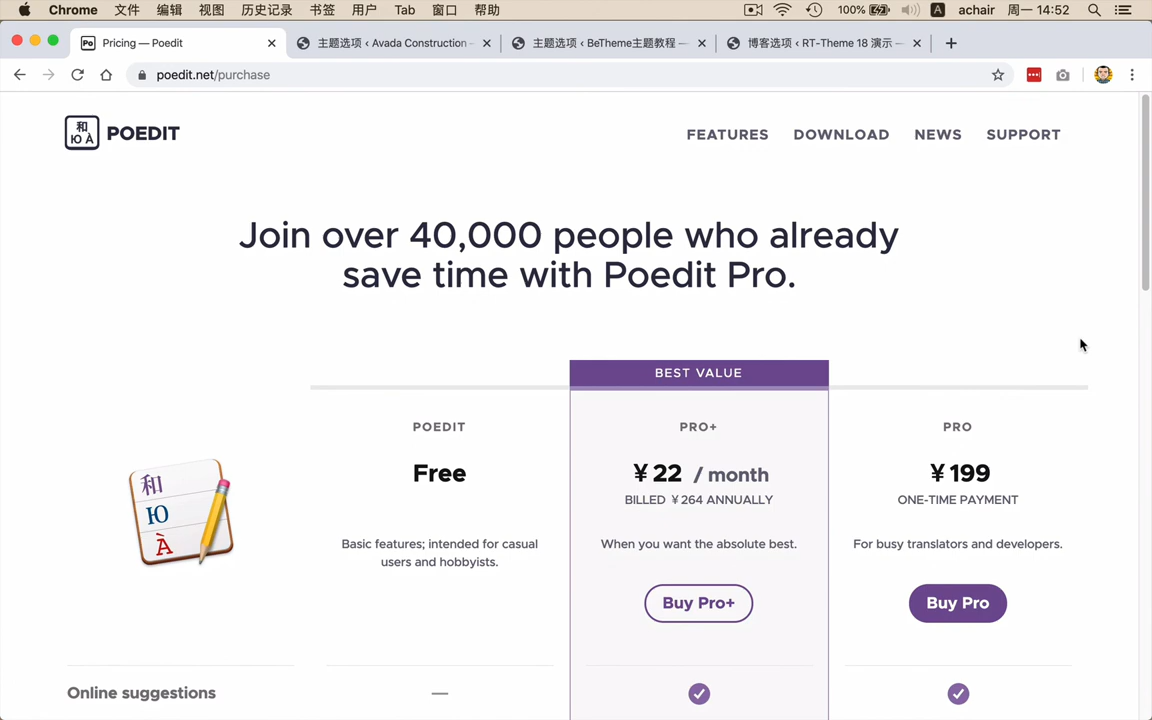 Chrome 文件 编辑 视图 历史记录 书签 用户 Tab 窗口 帮助 100% A achair 周一 14:52
Po Pricing — Poedit 主题选项 ‹ Avada Construction 主题选项 ‹ BeTheme主题教程 — 博客选项 ‹ RT-Theme 18 演示 —
poedit.net/purchase
和 Ю À POEDIT FEATURES DOWNLOAD NEWS SUPPORT
Join over 40,000 people who already
save time with Poedit Pro.
BEST VALUE
POEDIT PRO+ PRO
Free ¥22 / month ¥199
BILLED ¥264 ANNUALLY ONE-TIME PAYMENT
和
Ю
À
Basic features; intended for casual When you want the absolute best. For busy translators and developers.
users and hobbyists.
Buy Pro+ Buy Pro
Online suggestions —